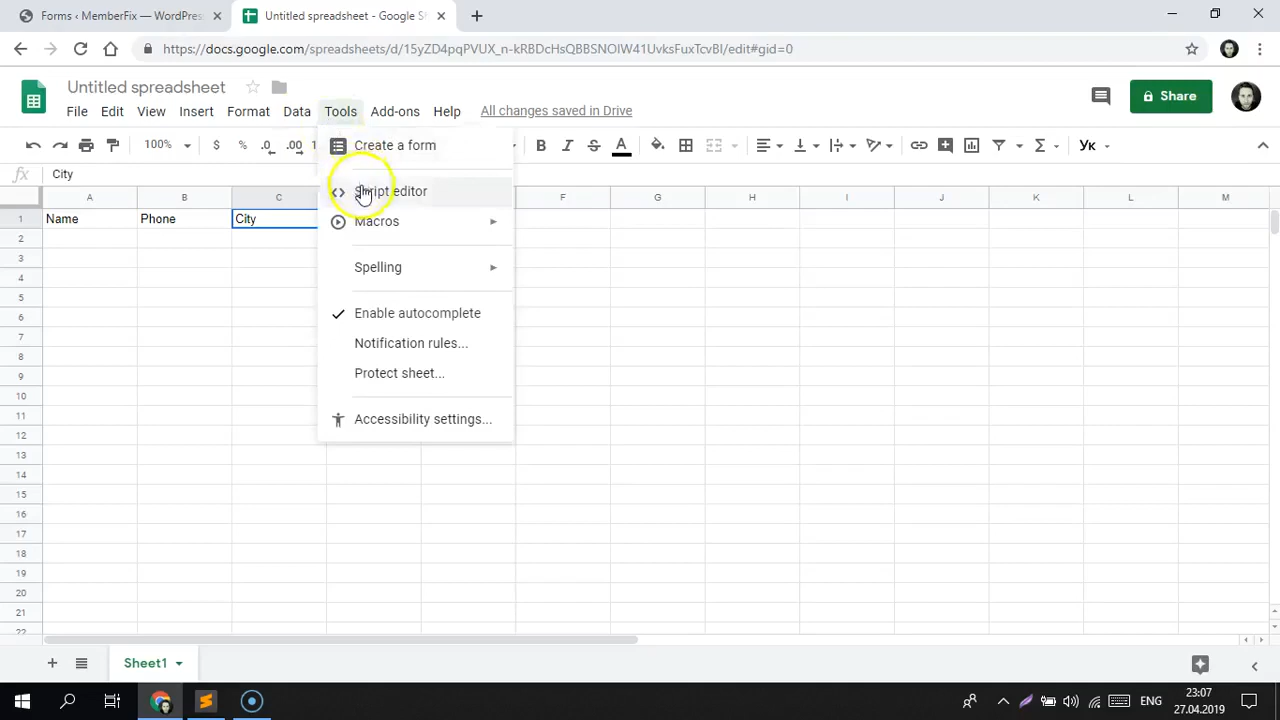 Forms ‹ MemberFix — WordPress
Untitled spreadsheet - Google S
https://docs.google.com/spreadsheets/d/15yZD4pqPVUX_n-kRBDcHsQBBSNOIW41UvksFuxTcvBI/edit#gid=0
Untitled spreadsheet
File Edit View Insert Format Data Tools Add-ons Help All changes saved in Drive
Share
100% $ % .0 .00 Ук
Create a form
Script editor
Macros
Spelling
Enable autocomplete
Notification rules...
Protect sheet...
Accessibility settings...
fx City
A B C F G H I J K L M
1 Name Phone City
2
3
4
5
6
7
8
9
10
11
12
13
14
15
16
17
18
19
20
21
22
Sheet1
ENG
23:07
27.04.2019